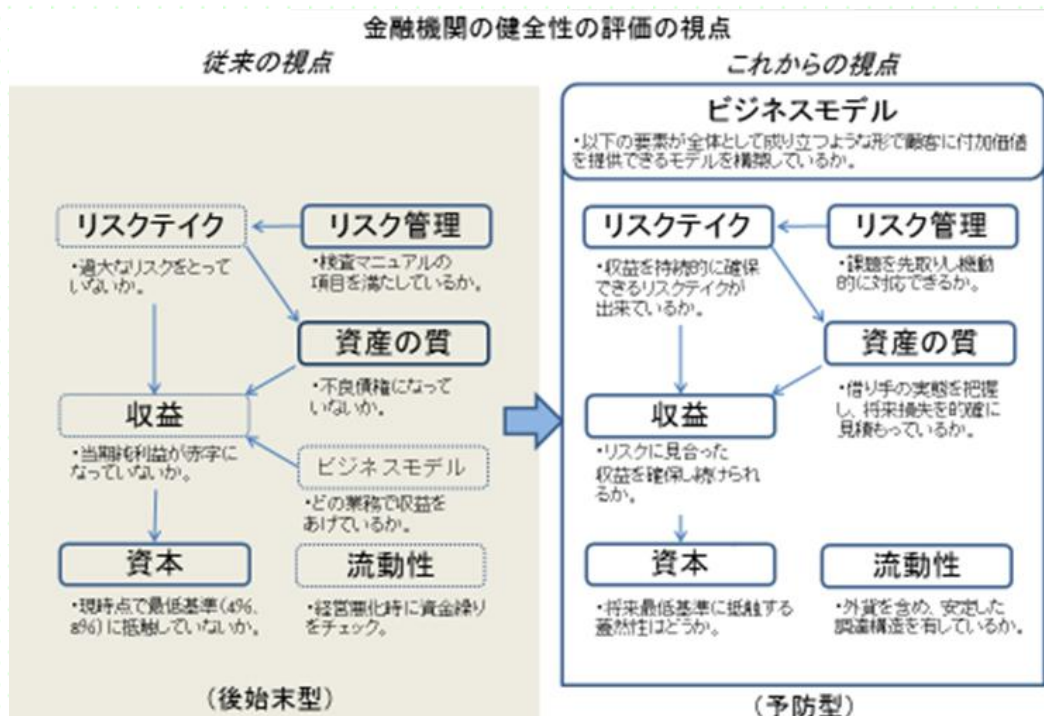 金融機関の健全性の評価の視点
従来の視点
リスクテイク
・過大なリスクをとって
いないか。
リスク管理
・検査マニュアルの
項目を満たしているか。
資産の質
・不良債権になって
いないか。
収益
・当期純利益が赤字に
なっていないか。
ビジネスモデル
・どの業務で収益を
あげているか。
資本
・現時点で最低基準(4%、
8%)に抵触していないか。
流動性
・経営悪化時に資金繰り
をチェック。
(後始末型)
これからの視点
ビジネスモデル
・以下の要素が全体として成り立つような形で顧客に付加価値
を提供できるモデルを構築しているか。
リスクテイク
・収益を持続的に確保
できるリスクテイクが
出来ているか。
リスク管理
・課題を先取りし機動
的に対応できるか。
資産の質
・借り手の実態を把握
し、将来損失を的確に
見積もっているか。
収益
・リスクに見合った
収益を確保し続けられ
るか。
資本
・将来最低基準に抵触する
蓋然性はどうか。
流動性
・外貨を含め、安定した
調達構造を有しているか。
(予防型)